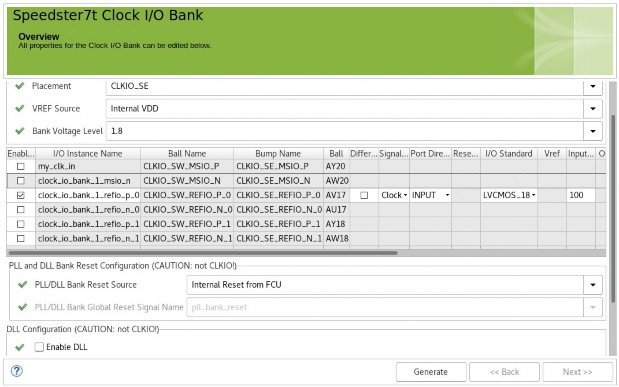 Speedster7t Clock I/O Bank
Overview
All properties for the Clock I/O Bank can be edited below.
Placement CLKIO_SE
VREF Source Internal VDD
Bank Voltage Level 1.8
Enabl... I/O Instance Name Ball Name Bump Name Ball Differ... Signal... Port Dire... Rese... I/O Standard Vref Input... O
my_clk_in CLKIO_SW_MSIO_P CLKIO_SE_MSIO_P AY20
clock_io_bank_1_msio_n CLKIO_SW_MSIO_N CLKIO_SE_MSIO_N AW20
clock_io_bank_1_refio_p_0 CLKIO_SW_REFIO_P_0 CLKIO_SE_REFIO_P_0 AV17 Clock INPUT LVCMOS_18 100
clock_io_bank_1_refio_n_0 CLKIO_SW_REFIO_N_0 CLKIO_SE_REFIO_N_0 AU17
clock_io_bank_1_refio_p_1 CLKIO_SW_REFIO_P_1 CLKIO_SE_REFIO_P_1 AY18
clock_io_bank_1_refio_n_1 CLKIO_SW_REFIO_N_1 CLKIO_SE_REFIO_N_1 AW18
PLL and DLL Bank Reset Configuration (CAUTION: not CLKIO!)
PLL/DLL Bank Reset Source Internal Reset from FCU
PLL/DLL Bank Global Reset Signal Name pll_bank_reset
DLL Configuration (CAUTION: not CLKIO!)
Enable DLL
Generate << Back Next >>